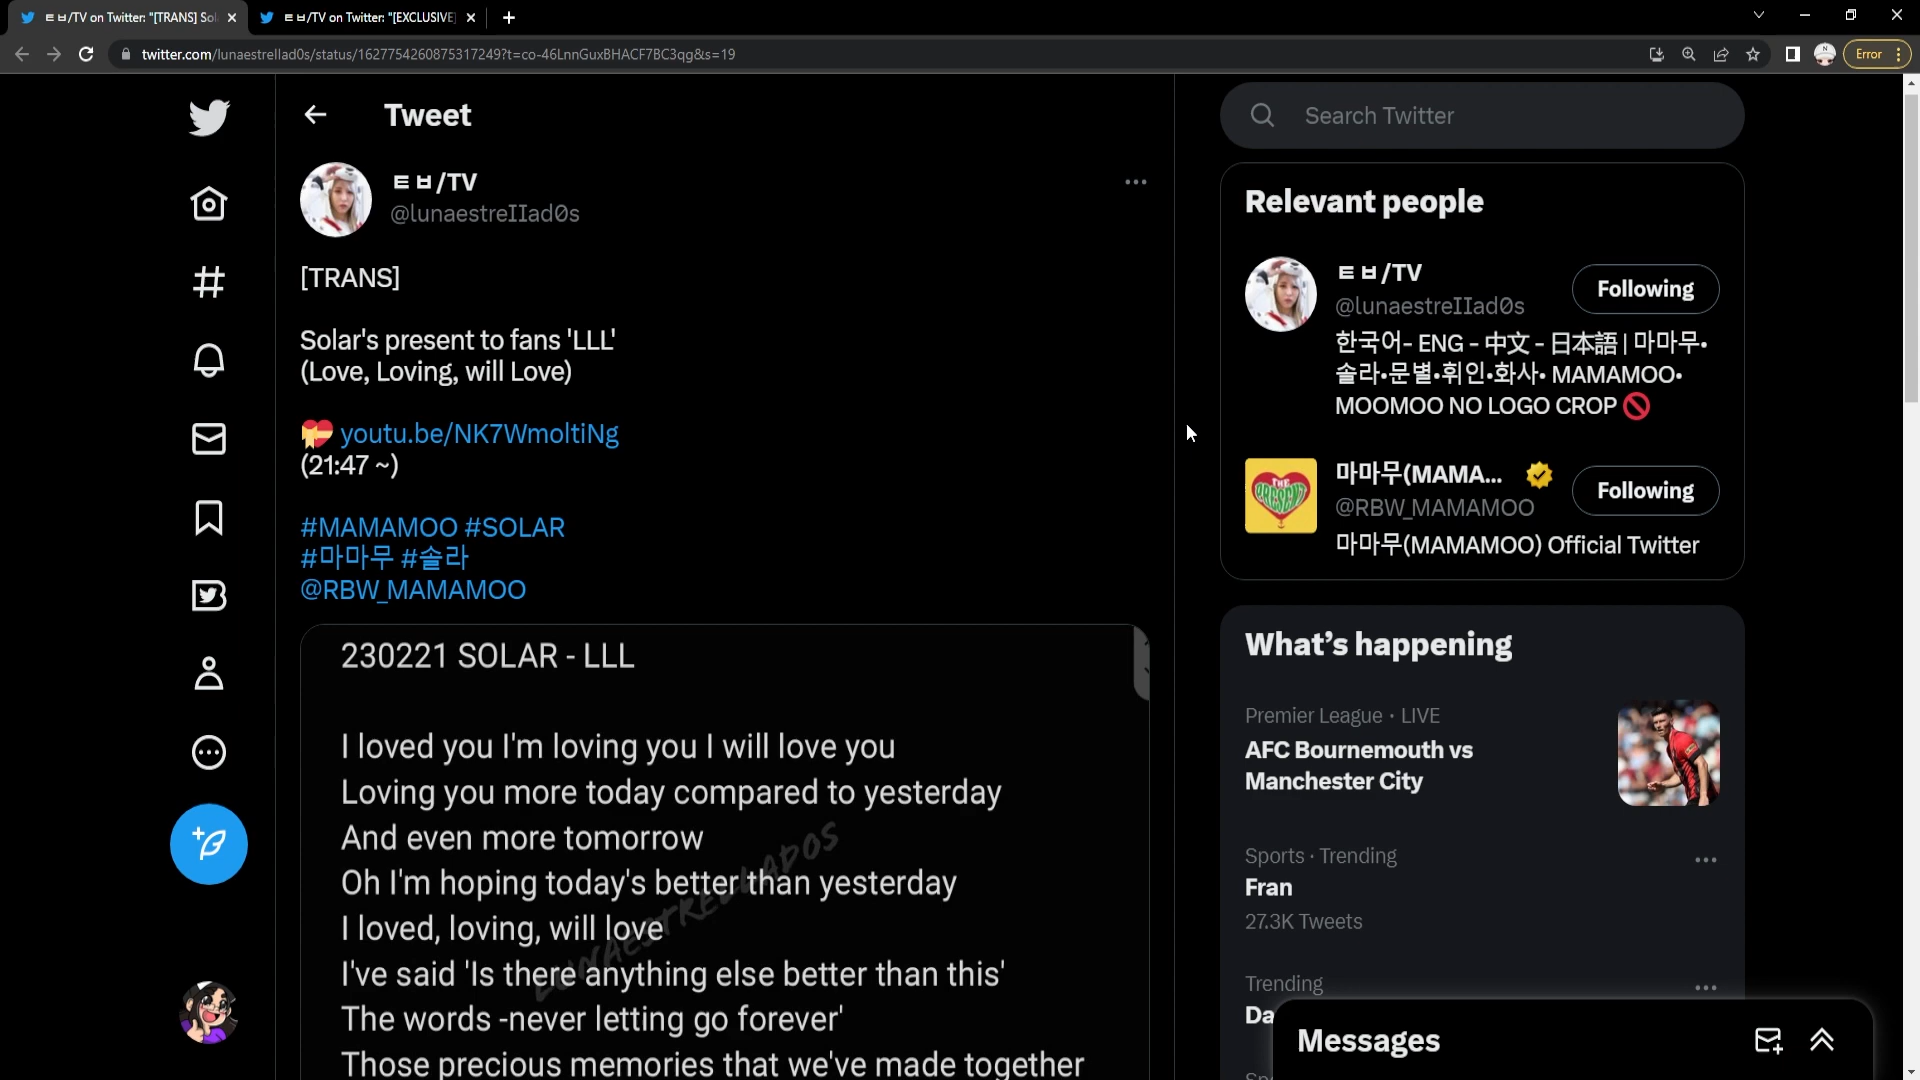 ㅌㅂ/TV on Twitter: "[TRANS] Sol
ㅌㅂ/TV on Twitter: "[EXCLUSIVE]
twitter.com/lunaestrellad0s/status/1627754260875317249?t=co-46LnnGuxBHACF7BC3qg&s=19
Error
Tweet
ㅌㅂ/TV
@lunaestreIIad0s
[TRANS]
Solar's present to fans 'LLL'
(Love, Loving, will Love)
youtu.be/NK7WmoltiNg
(21:47 ~)
#MAMAMOO #SOLAR
#마마무 #솔라
@RBW_MAMAMOO
230221 SOLAR - LLL
I loved you I'm loving you I will love you
Loving you more today compared to yesterday
And even more tomorrow
Oh I'm hoping today's better than yesterday
I loved, loving, will love
I've said 'Is there anything else better than this'
The words -never letting go forever'
Those precious memories that we've made together
LUNAESTRELLADOS
Search Twitter
Relevant people
ㅌㅂ/TV
Following
@lunaestreIIad0s
한국어- ENG - 中文 - 日本語 | 마마무•
솔라•문별•휘인•화사• MAMAMOO•
MOOMOO NO LOGO CROP
THE PRESENT
마마무(MAMA...
Following
@RBW_MAMAMOO
마마무(MAMAMOO) Official Twitter
What's happening
Premier League · LIVE
AFC Bournemouth vs
Manchester City
Sports · Trending
Fran
27.3K Tweets
Trending
Da
Messages